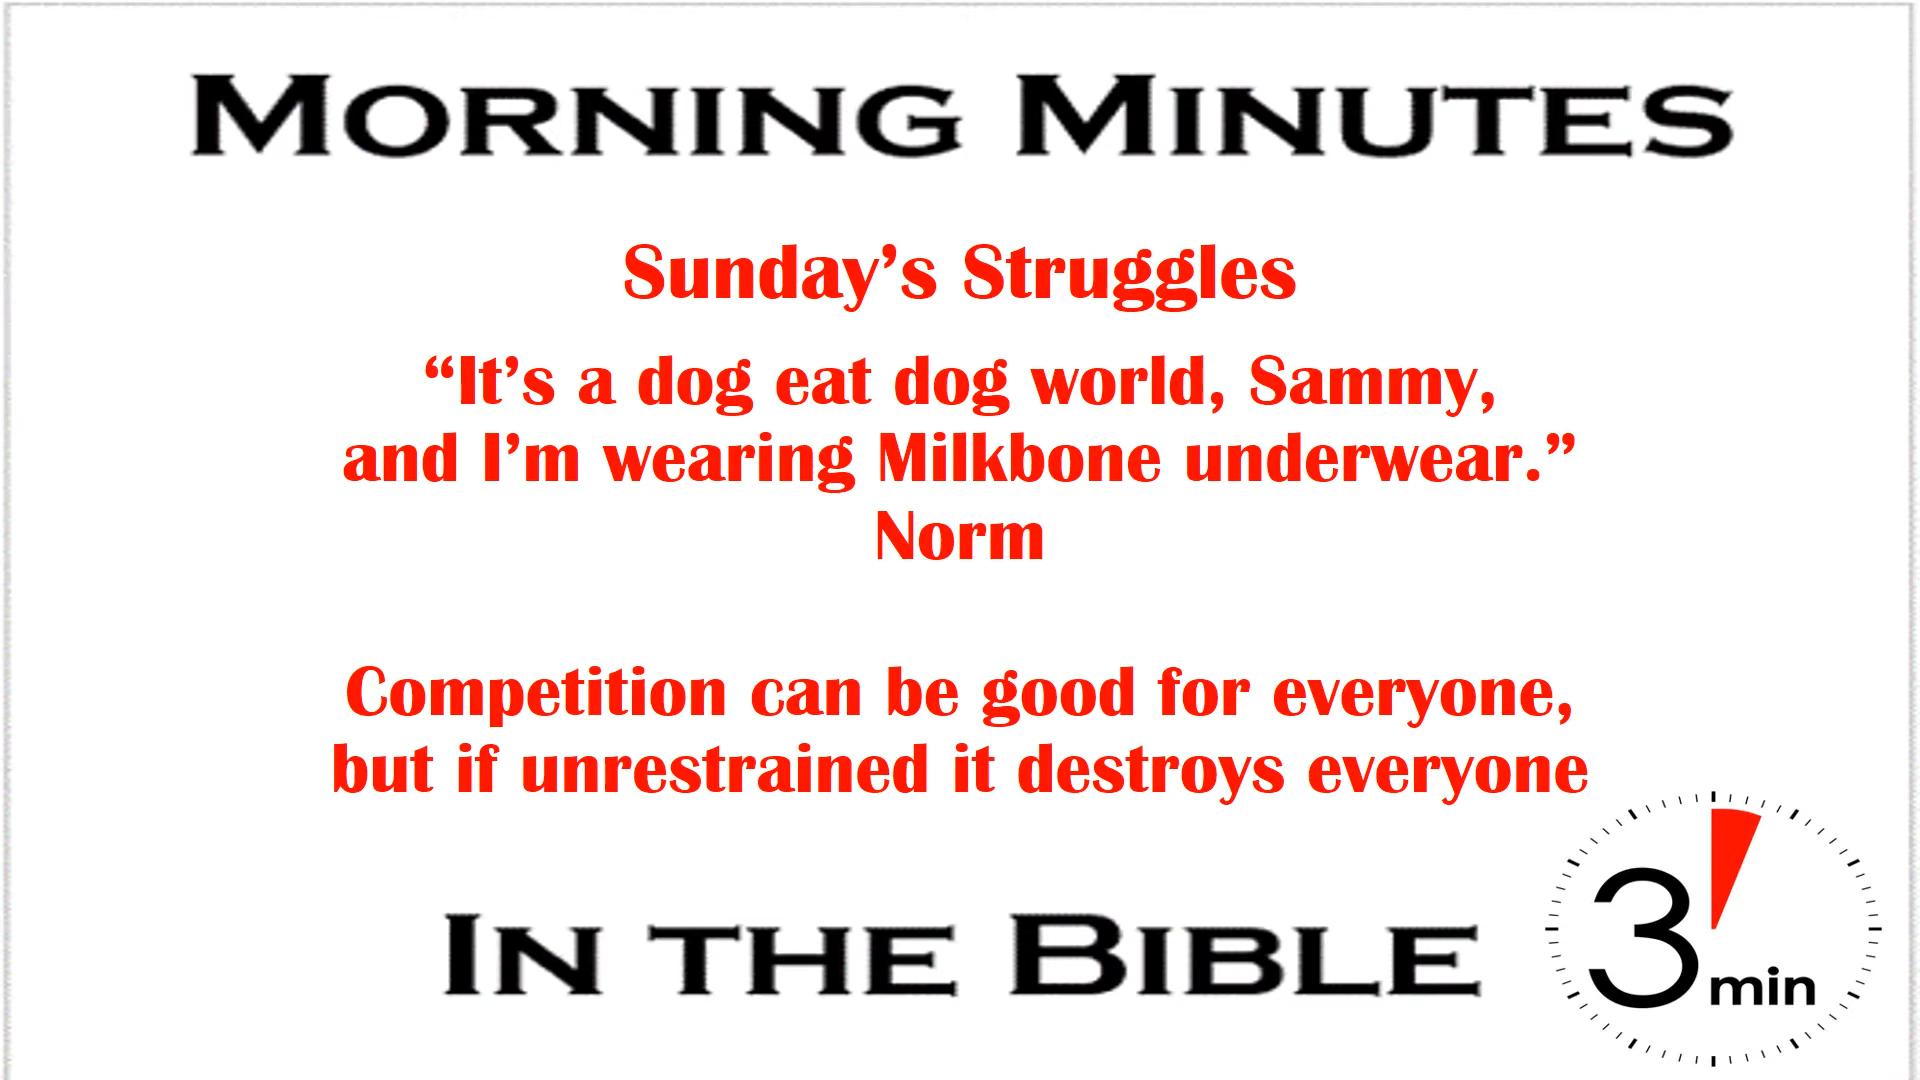 Morning Minutes
Sunday’s Struggles
“It’s a dog eat dog world, Sammy,
and I’m wearing Milkbone underwear.”
Norm
Competition can be good for everyone,
but if unrestrained it destroys everyone
In the Bible
3 min